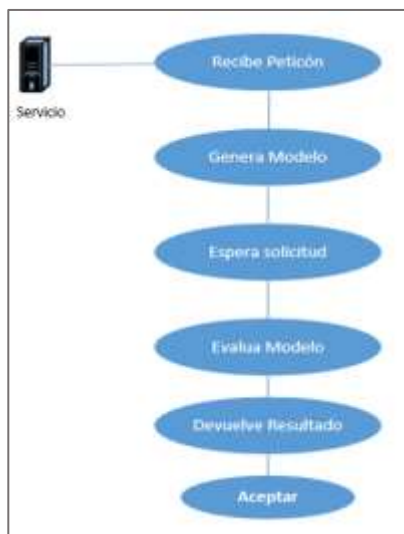 Recibe Peticón
Servicio
Genera Modelo
Espera solicitud
Evalua Modelo
Devuelve Resultado
Aceptar